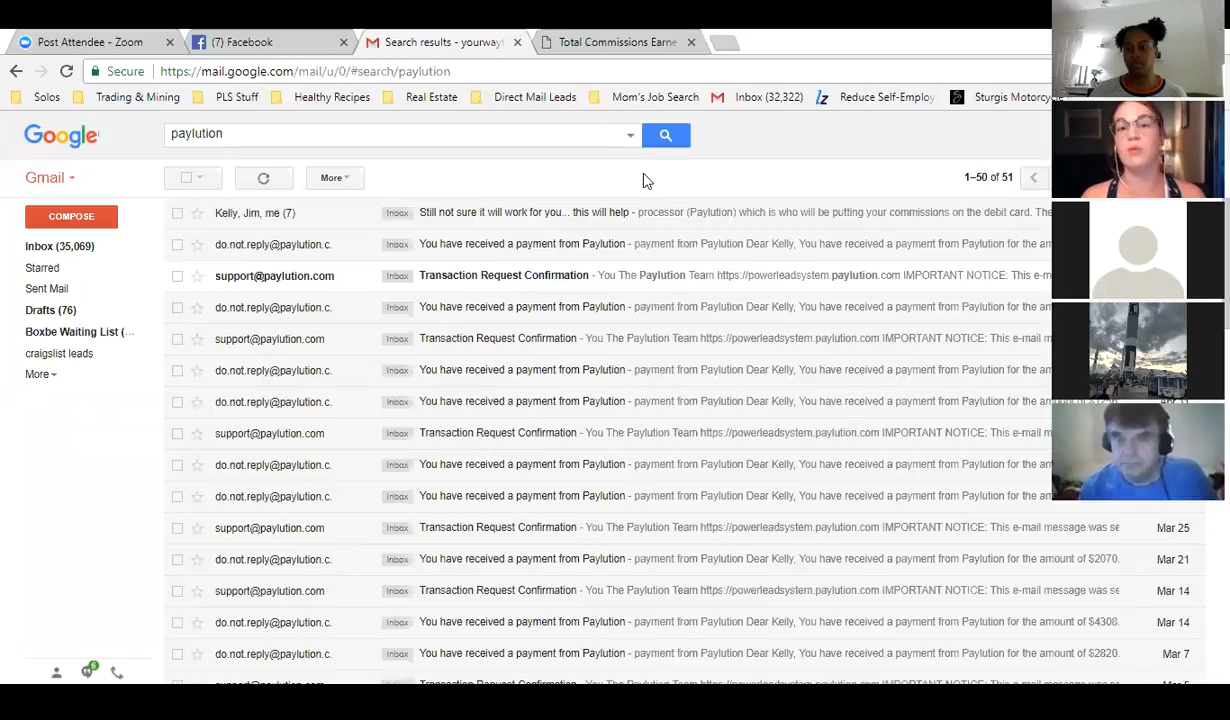 Post Attendee - Zoom
(7) Facebook
Search results - yourwayt
Total Commissions Earne
Secure
https://mail.google.com/mail/u/0/#search/paylution
Solos
Trading & Mining
PLS Stuff
Healthy Recipes
Real Estate
Direct Mail Leads
Mom's Job Search
Inbox (32,322)
Reduce Self-Employ
Sturgis Motorcycle
Google
paylution
Gmail
More
1–50 of 51
COMPOSE
Inbox (35,069)
Starred
Sent Mail
Drafts (76)
Boxbe Waiting List (...
craigslist leads
More
6
Kelly, Jim, me (7) Inbox Still not sure it will work for you... this will help - processor (Paylution) which is who will be putting your commissions on the debit card. The
do.not.reply@paylution.c. Inbox You have received a payment from Paylution - payment from Paylution Dear Kelly, You have received a payment from Paylution for the am
support@paylution.com Inbox Transaction Request Confirmation - You The Paylution Team https://powerleadsystem.paylution.com IMPORTANT NOTICE: This e-m
do.not.reply@paylution.c. Inbox You have received a payment from Paylution - payment from Paylution Dear Kelly, You have received a payment from Paylution for the am
support@paylution.com Inbox Transaction Request Confirmation - You The Paylution Team https://powerleadsystem.paylution.com IMPORTANT NOTICE: This e-m
do.not.reply@paylution.c. Inbox You have received a payment from Paylution - payment from Paylution Dear Kelly, You have received a payment from Paylution for the am
do.not.reply@paylution.c. Inbox You have received a payment from Paylution - payment from Paylution Dear Kelly, You have received a payment from Paylution for the
support@paylution.com Inbox Transaction Request Confirmation - You The Paylution Team https://powerleadsystem.paylution.com IMPORTANT NOTICE: This e-m
do.not.reply@paylution.c. Inbox You have received a payment from Paylution - payment from Paylution Dear Kelly, You have received a payment from Paylution for the am
do.not.reply@paylution.c. Inbox You have received a payment from Paylution - payment from Paylution Dear Kelly, You have received a payment from Paylution for the am
support@paylution.com Inbox Transaction Request Confirmation - You The Paylution Team https://powerleadsystem.paylution.com IMPORTANT NOTICE: This e-mail message was se Mar 25
do.not.reply@paylution.c. Inbox You have received a payment from Paylution - payment from Paylution Dear Kelly, You have received a payment from Paylution for the amount of $2070. Mar 21
support@paylution.com Inbox Transaction Request Confirmation - You The Paylution Team https://powerleadsystem.paylution.com IMPORTANT NOTICE: This e-mail message was se Mar 14
do.not.reply@paylution.c. Inbox You have received a payment from Paylution - payment from Paylution Dear Kelly, You have received a payment from Paylution for the amount of $4308. Mar 14
do.not.reply@paylution.c. Inbox You have received a payment from Paylution - payment from Paylution Dear Kelly, You have received a payment from Paylution for the amount of $2820. Mar 7